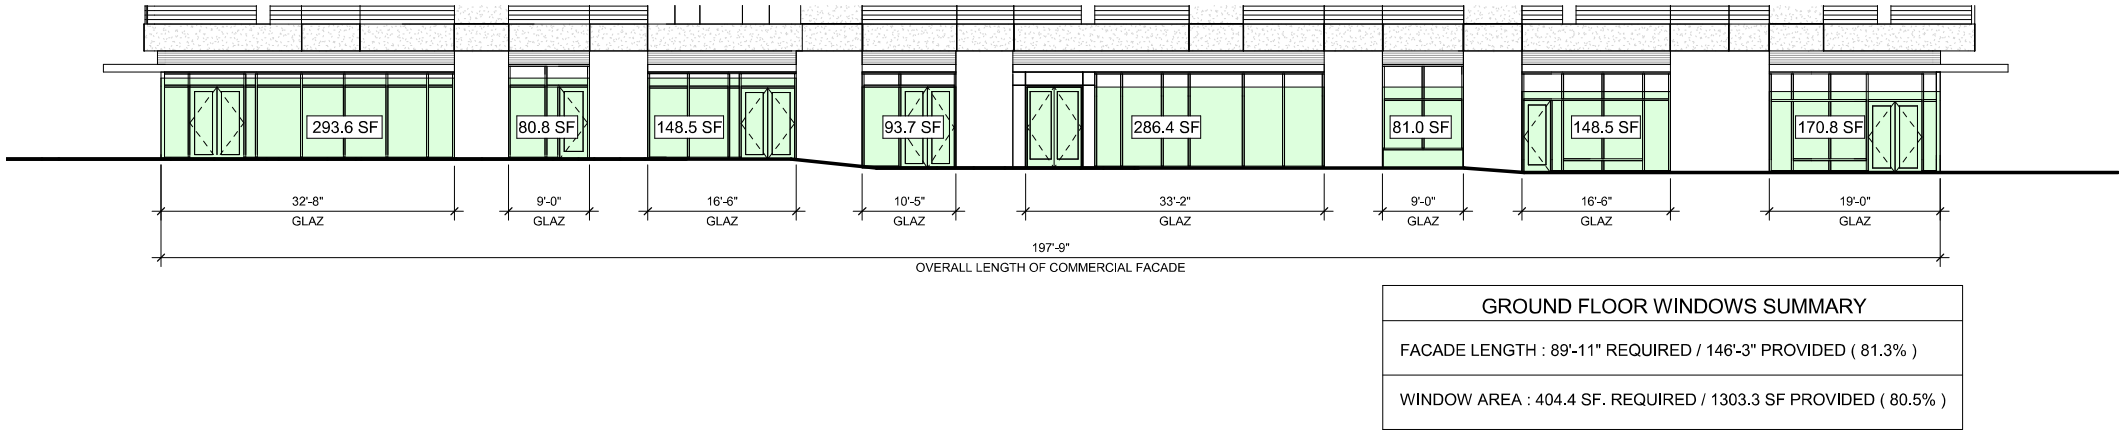 293.6 SF
80.8 SF
148.5 SF
93.7 SF
286.4 SF
81.0 SF
148.5 SF
170.8 SF
32'-8"
GLAZ
9'-0"
GLAZ
16'-6"
GLAZ
10'-5"
GLAZ
33'-2"
GLAZ
9'-0"
GLAZ
16'-6"
GLAZ
19'-0"
GLAZ
197'-9"
OVERALL LENGTH OF COMMERCIAL FACADE
GROUND FLOOR WINDOWS SUMMARY
FACADE LENGTH : 89'-11" REQUIRED / 146'-3" PROVIDED ( 81.3% )
WINDOW AREA : 404.4 SF. REQUIRED / 1303.3 SF PROVIDED ( 80.5% )